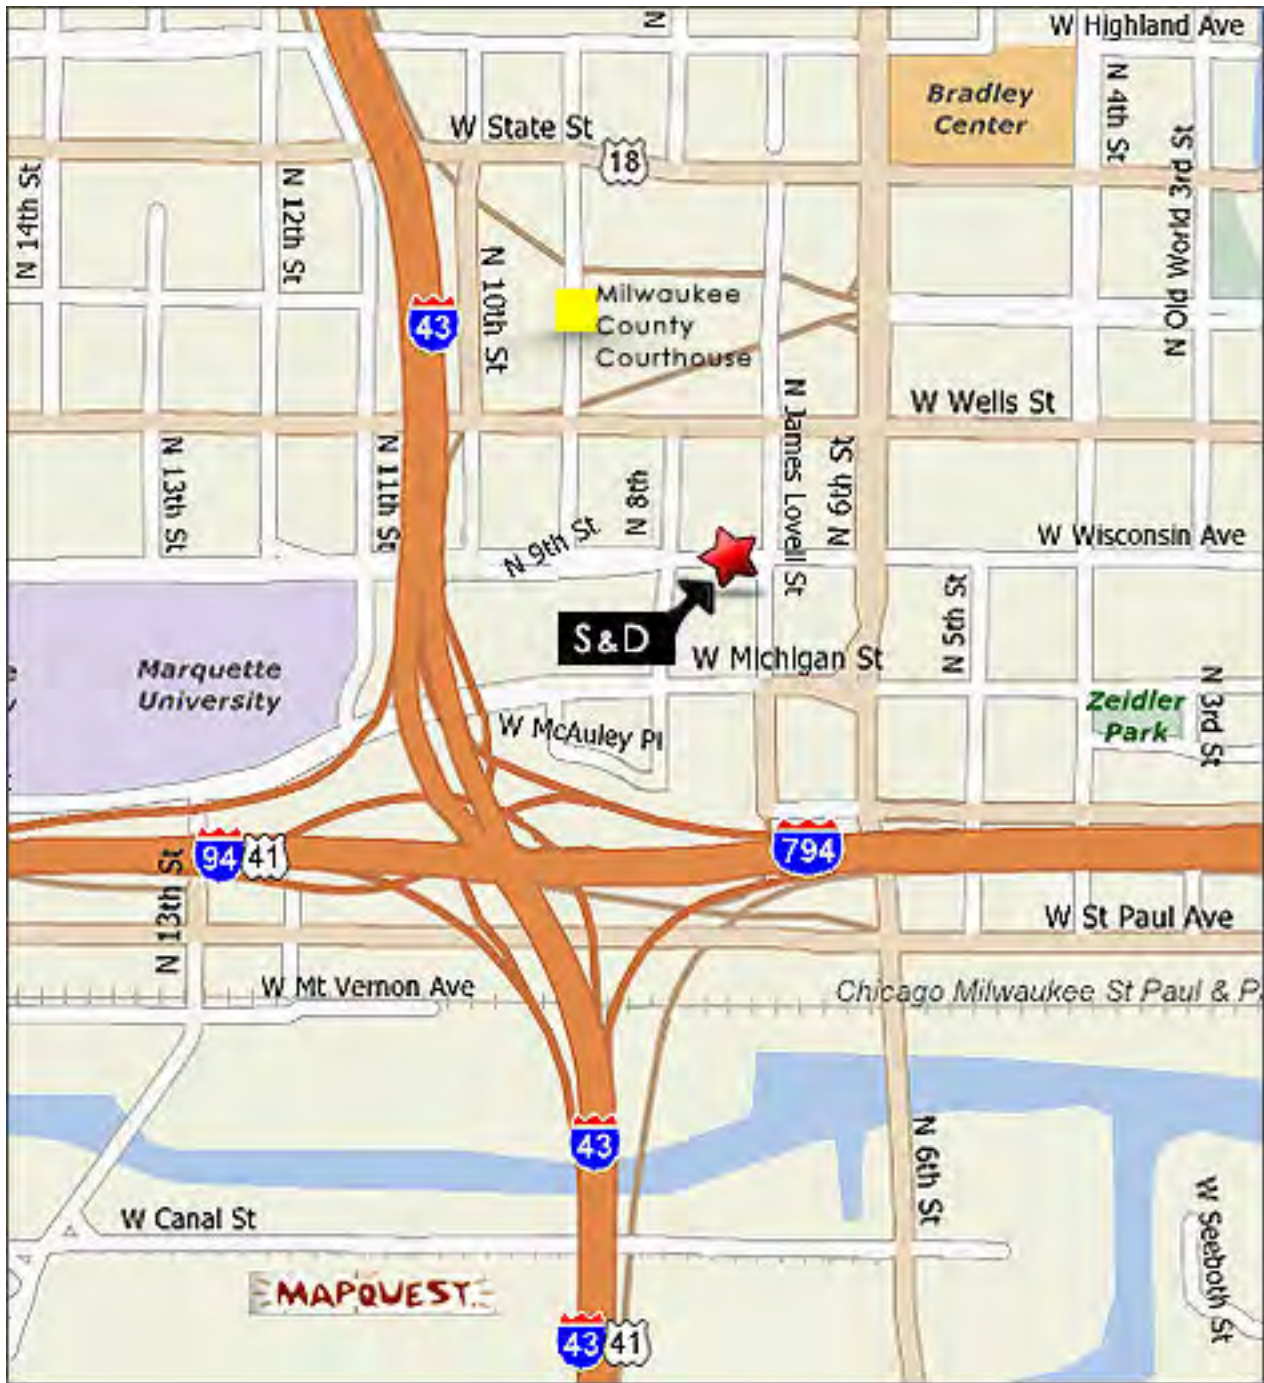 N
W Highland Ave
Bradley
Center
N 4th St
W State St
18
N Old World 3rd St
N 14th St
N 12th St
N 10th St
Milwaukee
County
Courthouse
43
W Wells St
N James Lovell St
N 13th St
N 11th St
N 8th
N 6th St
N 9th St
W Wisconsin Ave
N 5th St
S&D
W Michigan St
Marquette
University
Zeidler
Park
N 3rd St
W McAuley Pl
94
41
794
N 13th St
W St Paul Ave
W Mt Vernon Ave
Chicago Milwaukee St Paul & P
43
N 6th St
W Canal St
W Seeboth St
MAPQUEST
43
41